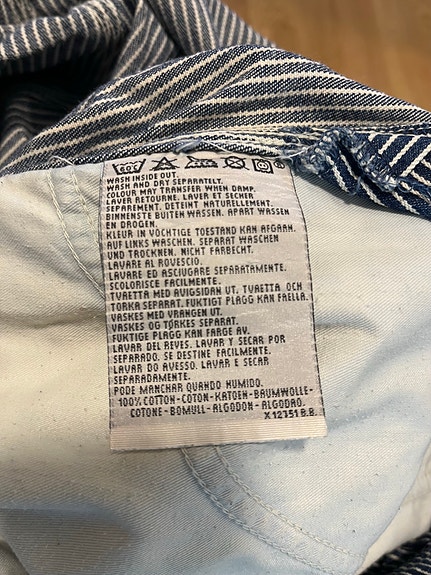 WASH INSIDE OUT.
WASH AND DRY SEPARATELY.
COLOUR MAY TRANSFER WHEN DAMP.
LAVER RETOURNE. LAVER ET SECHER
SEPAREMENT. DETEINT NATURELLEMENT.
BINNENSTE BUITEN WASSEN. APART WASSEN
EN DROGEN.
KLEUR IN VOCHTIGE TOESTAND KAN AFGAAN.
AUF LINKS WASCHEN. SEPARAT WASCHEN
UND TROCKNEN. NICHT FARBECHT.
LAVARE AL ROVESCIO.
LAVARE ED ASCIUGARE SEPARATAMENTE.
SCOLORISCE FACILMENTE.
TVAETTA MED AVIGSIDAN UT. TVAETTA OCH
TORKA SEPARAT. FUKTIGT PLAGG KAN FAELLA.
VASKES MED VRANGEN UT.
VASKES OG TØRKES SEPARAT.
FUKTIGE PLAGG KAN FARGE AV.
LAVAR DEL REVES. LAVAR Y SECAR POR
SEPARADO. SE DESTINE FACILMENTE.
LAVAR DO AVESSO. LAVAR E SECAR
SEPARADAMENTE.
PODE MANCHAR QUANDO HUMIDO.
100% COTTON-COTON-KATOEN-BAUMWOLLE-
COTONE-BOMULL-ALGODON-ALGODAO.
X 12351 B.B.